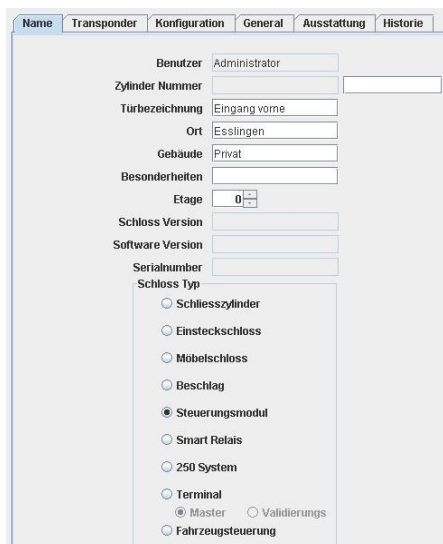 Name Transponder Konfiguration General Ausstattung Historie
Benutzer Administrator
Zylinder Nummer
Türbezeichnung Eingang vorne
Ort Esslingen
Gebäude Privat
Besonderheiten
Etage 0
Schloss Version
Software Version
Serialnumber
Schloss Typ
Schliesszylinder
Einsteckschloss
Möbelschloss
Beschlag
Steuerungsmodul
Smart Relais
250 System
Terminal
Master Validierungs
Fahrzeugsteuerung